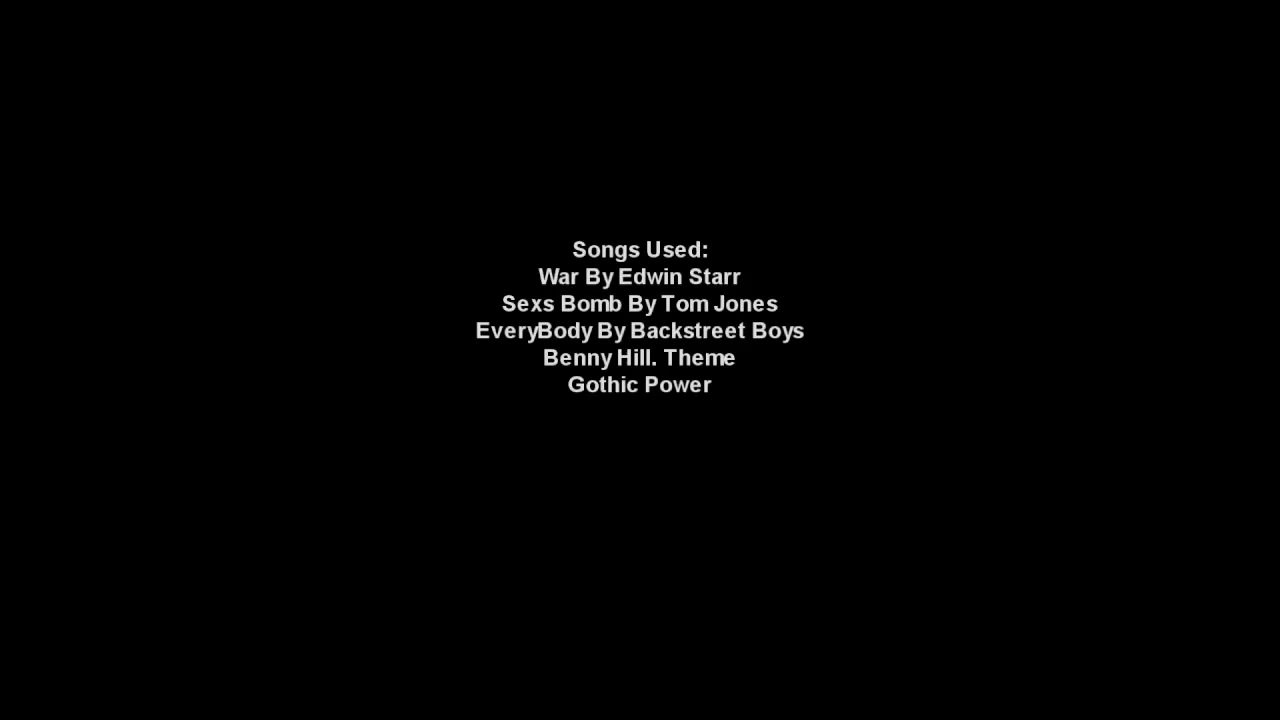 Songs Used:
War By Edwin Starr
Sexs Bomb By Tom Jones
EveryBody By Backstreet Boys
Benny Hill. Theme
Gothic Power